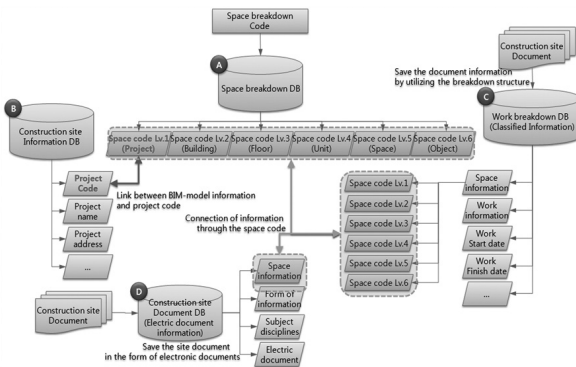 Space breakdown
Code
A
Space breakdown DB
Construction site
Document
Save the document information
by utilizing the breakdown structure
B
Construction site
Information DB
C
Work breakdown DB
(Classified Information)
Space code Lv.1
(Project)
Space code Lv.2
(Building)
Space code Lv.3
(Floor)
Space code Lv.4
(Unit)
Space code Lv.5
(Space)
Space code Lv.6
(Object)
Project
Code
Project
name
Project
address
...
Link between BIM-model information
and project code
Connection of information
through the space code
Space code Lv.1
Space code Lv.2
Space code Lv.3
Space code Lv.4
Space code Lv.5
Space code Lv.6
Space
information
Work
information
Work
Start date
Work
Finish date
...
Construction site
Document
D
Construction site
Document DB
(Electric document
information)
Save the site document
in the form of electronic documents
Space
information
Form of
information
Subject
disciplines
Electric
document